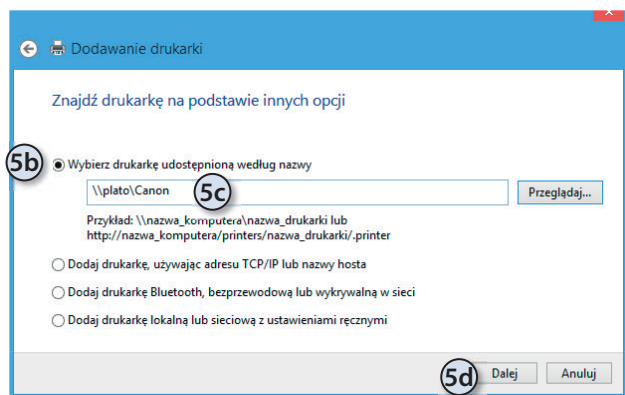 Dodawanie drukarki
Znajdź drukarkę na podstawie innych opcji
5b Wybierz drukarkę udostępnioną według nazwy
\\plato\Canon 5c Przeglądaj...
Przykład: \\nazwa_komputera\nazwa_drukarki lub
http://nazwa_komputera/printers/nazwa_drukarki/.printer
Dodaj drukarkę, używając adresu TCP/IP lub nazwy hosta
Dodaj drukarkę Bluetooth, bezprzewodową lub wykrywalną w sieci
Dodaj drukarkę lokalną lub sieciową z ustawieniami ręcznymi
5d Dalej Anuluj